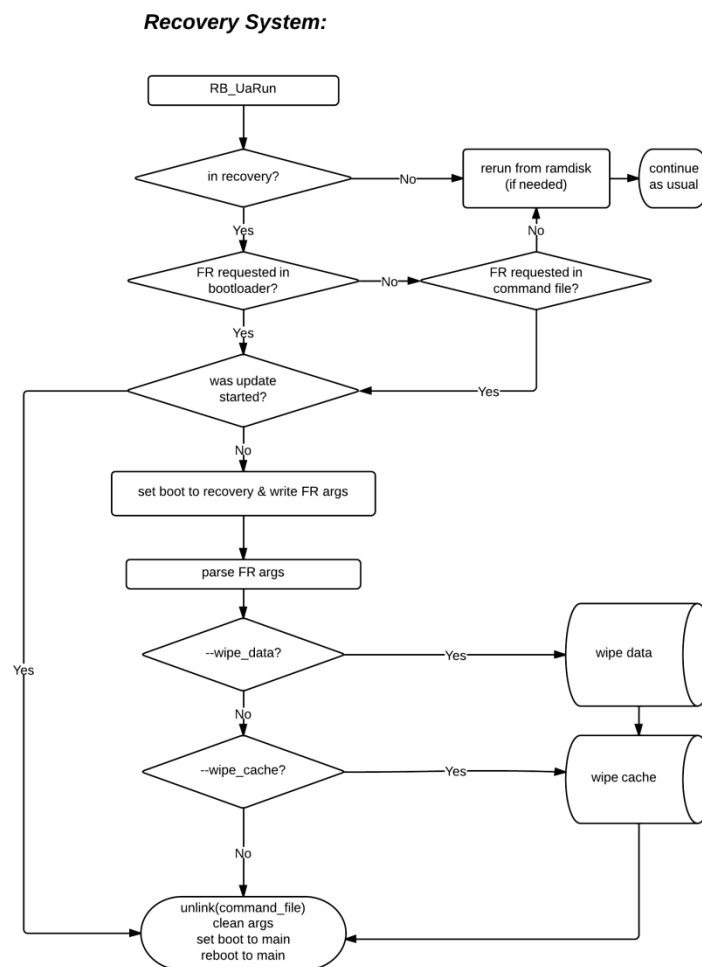 Recovery System:
RB_UaRun
in recovery?
No
rerun from ramdisk
(if needed)
continue
as usual
Yes
No
FR requested in
bootloader?
No
FR requested in
command file?
Yes
was update
started?
Yes
No
set boot to recovery & write FR args
parse FR args
--wipe_data?
Yes
wipe data
Yes
No
--wipe_cache?
Yes
wipe cache
No
unlink(command_file)
clean args
set boot to main
reboot to main